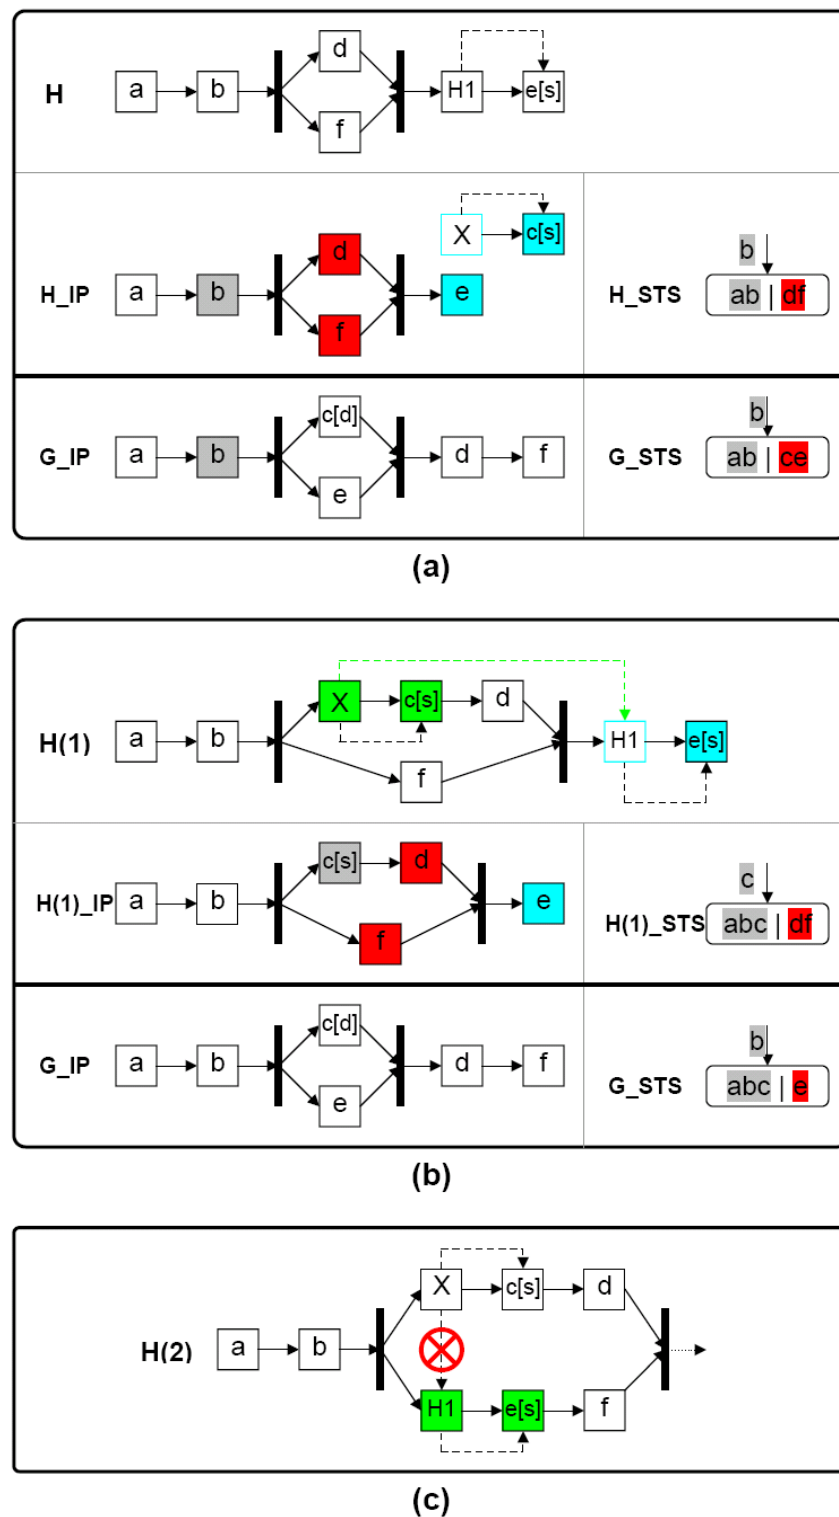 d
H a b H1 e[s]
f
X c[s]
b
d
H_IP a b e H_STS ab | df
f
c[d] b
G_IP a b d f G_STS ab | ce
e
(a)
X c[s] d
H(1) a b H1 e[s]
f
c[s] d c
H(1)_IP a b e H(1)_STS abc | df
f
c[d]
b
G_IP a b d f G_STS abc | e
e
(b)
X c[s] d
H(2) a b
H1 e[s] f
(c)